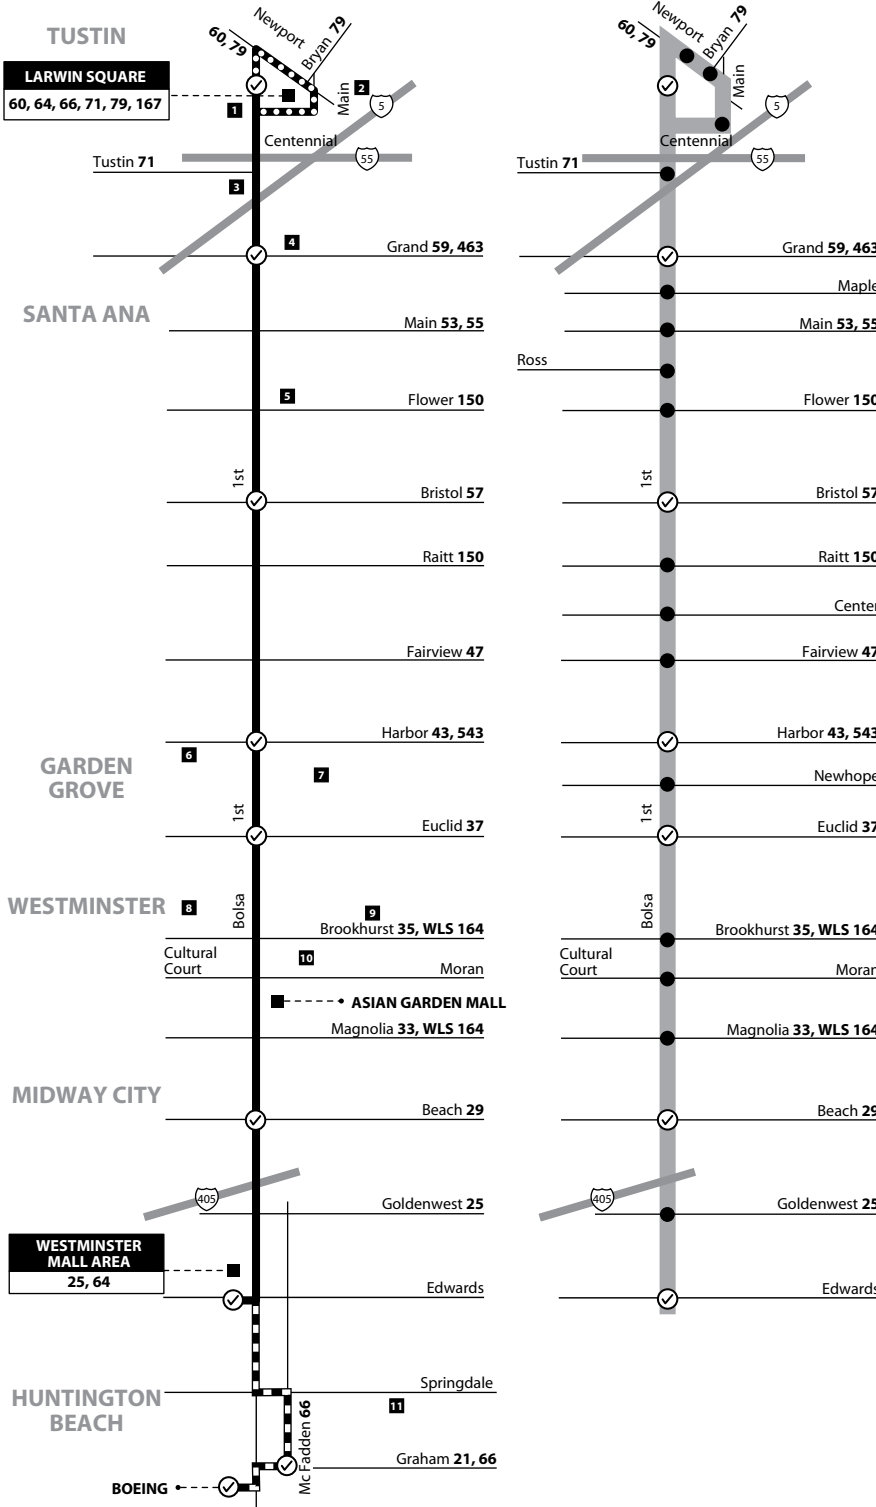 TUSTIN
LARWIN SQUARE
60, 64, 66, 71, 79, 167
60, 79
Newport
Bryan 79
Main
1
2
5
Centennial
55
Tustin 71
3
4
Grand 59, 463
SANTA ANA
Main 53, 55
5
Flower 150
1st
Bristol 57
Raitt 150
Fairview 47
Harbor 43, 543
6
7
GARDEN
GROVE
1st
Euclid 37
WESTMINSTER
8
Bolsa
9
Brookhurst 35, WLS 164
Cultural
Court
10
Moran
ASIAN GARDEN MALL
Magnolia 33, WLS 164
MIDWAY CITY
Beach 29
405
Goldenwest 25
WESTMINSTER
MALL AREA
25, 64
Edwards
Springdale
HUNTINGTON
BEACH
11
Mc Fadden 66
Graham 21, 66
BOEING
60, 79
Newport
Bryan 79
Main
5
Centennial
55
Tustin 71
Grand 59, 463
Maple
Main 53, 55
Ross
Flower 150
1st
Bristol 57
Raitt 150
Center
Fairview 47
Harbor 43, 543
Newhope
1st
Euclid 37
Bolsa
Brookhurst 35, WLS 164
Cultural
Court
Moran
Magnolia 33, WLS 164
Beach 29
405
Goldenwest 25
Edwards